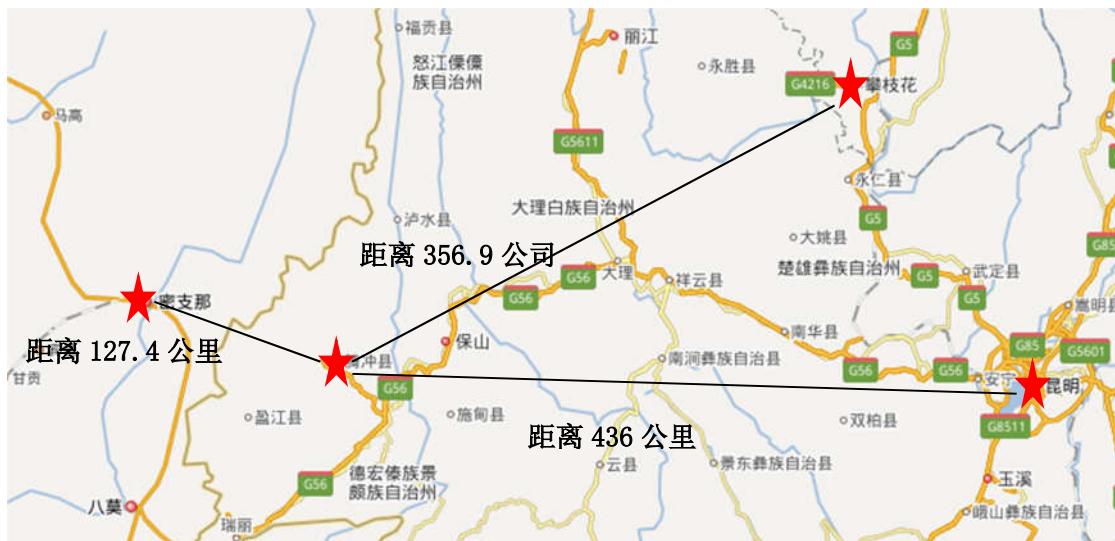 福贡县
丽江
G5
怒江傈僳
族自治州
永胜县
G4216
攀枝花
马高
G5611
永仁县
大理白族自治州
泸水县
G5
大姚县
距离 356.9 公司
楚雄彝族自治州
G85
大理
G56
祥云县
G5
武定县
G56
G5
密支那
嵩明县
南华县
保山
G85
距离 127.4 公里
G5601
南涧彝族自治县
冲县
甘贡
G56
G56
G56
安宁
昆明
盈江县
施甸县
双柏县
G8511
距离 436 公里
云县
景东彝族自治县
德宏傣族景
颇族自治州
G56
玉溪
八莫
瑞丽
峨山彝族自治县